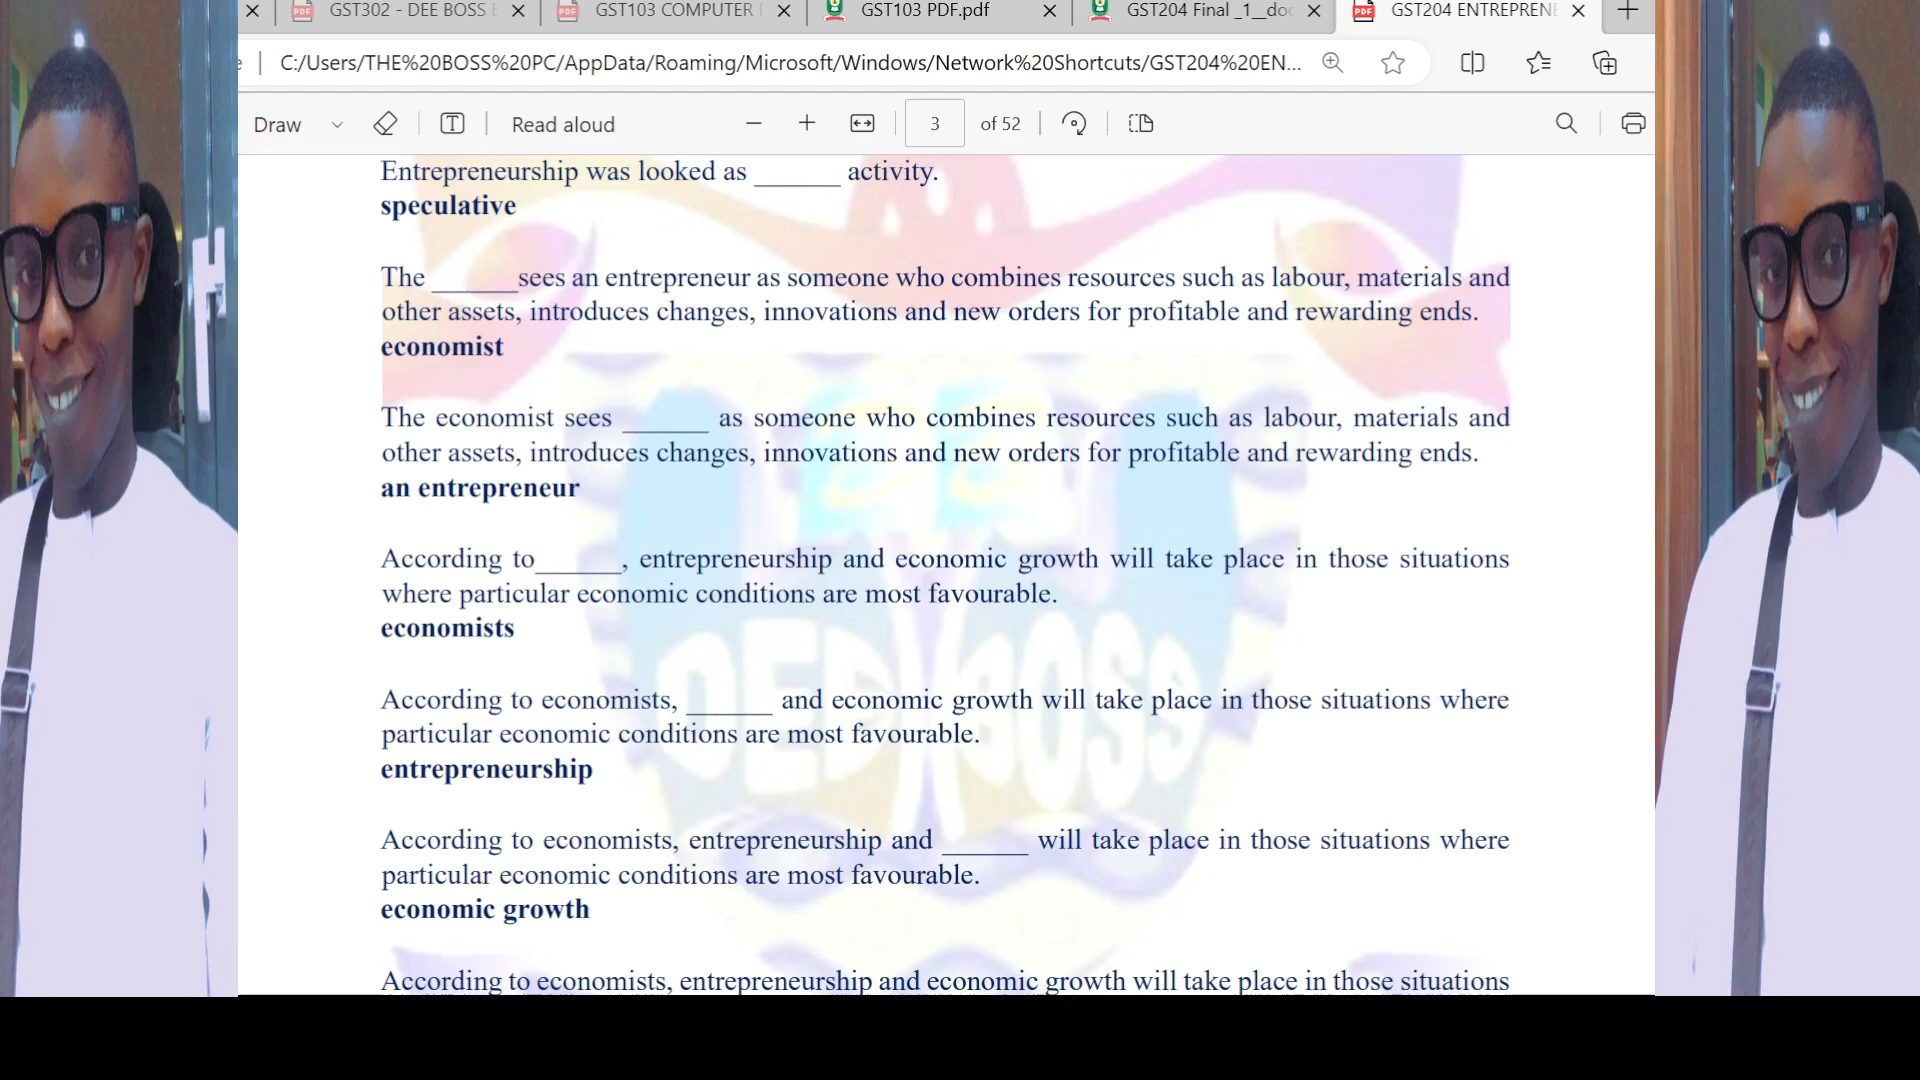 GST302 - DEE BOSS E
GST103 COMPUTER
GST103 PDF.pdf
GST204 Final _1__doc
GST204 ENTREPRENE
C:/Users/THE%20BOSS%20PC/AppData/Roaming/Microsoft/Windows/Network%20Shortcuts/GST204%20EN...
Draw
Read aloud
3 of 52
Entrepreneurship was looked as ______ activity.
speculative
The ______sees an entrepreneur as someone who combines resources such as labour, materials and
other assets, introduces changes, innovations and new orders for profitable and rewarding ends.
economist
The economist sees ______ as someone who combines resources such as labour, materials and
other assets, introduces changes, innovations and new orders for profitable and rewarding ends.
an entrepreneur
According to______, entrepreneurship and economic growth will take place in those situations
where particular economic conditions are most favourable.
economists
According to economists, ______ and economic growth will take place in those situations where
particular economic conditions are most favourable.
entrepreneurship
According to economists, entrepreneurship and ______ will take place in those situations where
particular economic conditions are most favourable.
economic growth
According to economists, entrepreneurship and economic growth will take place in those situations
DEE BOSS